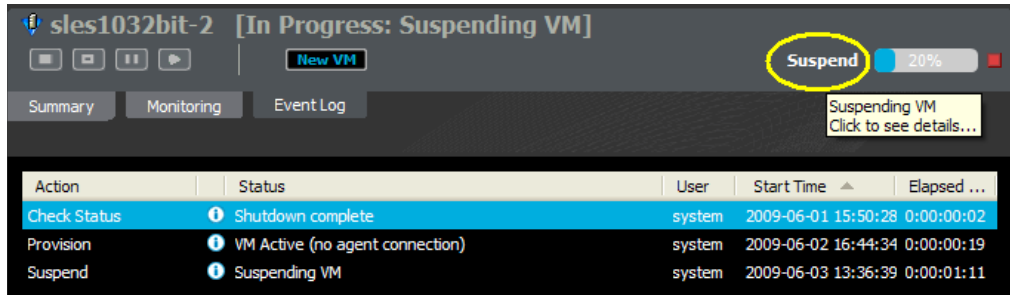 sles1032bit-2 [In Progress: Suspending VM]
New VM
Suspend 20%
Summary Monitoring Event Log
Suspending VM
Click to see details...
Action Status User Start Time Elapsed ...
Check Status Shutdown complete system 2009-06-01 15:50:28 0:00:00:02
Provision VM Active (no agent connection) system 2009-06-02 16:44:34 0:00:00:19
Suspend Suspending VM system 2009-06-03 13:36:39 0:00:01:11